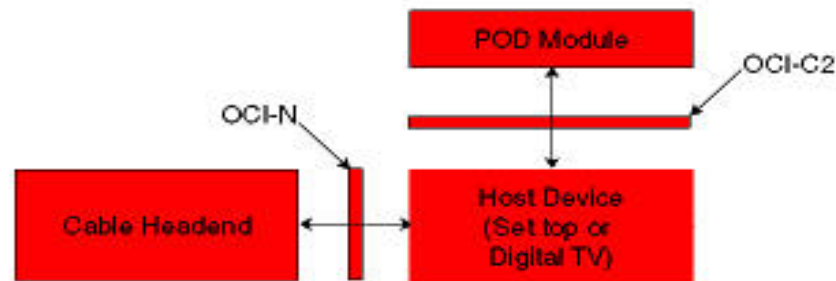 POD Module
OCI-C2
OCI-N
Cable Headend
Host Device
(Set top or
Digital TV)